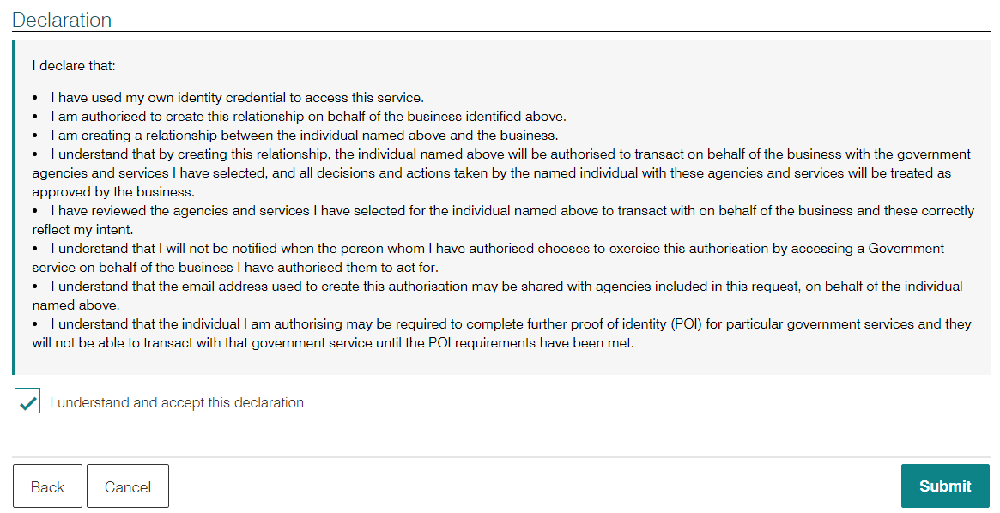 Declaration
I declare that:
• I have used my own identity credential to access this service.
• I am authorised to create this relationship on behalf of the business identified above.
• I am creating a relationship between the individual named above and the business.
• I understand that by creating this relationship, the individual named above will be authorised to transact on behalf of the business with the government
agencies and services I have selected, and all decisions and actions taken by the named individual with these agencies and services will be treated as
approved by the business.
• I have reviewed the agencies and services I have selected for the individual named above to transact with on behalf of the business and these correctly
reflect my intent.
• I understand that I will not be notified when the person whom I have authorised chooses to exercise this authorisation by accessing a Government
service on behalf of the business I have authorised them to act for.
• I understand that the email address used to create this authorisation may be shared with agencies included in this request, on behalf of the individual
named above.
• I understand that the individual I am authorising may be required to complete further proof of identity (POI) for particular government services and they
will not be able to transact with that government service until the POI requirements have been met.
I understand and accept this declaration
Back Cancel Submit